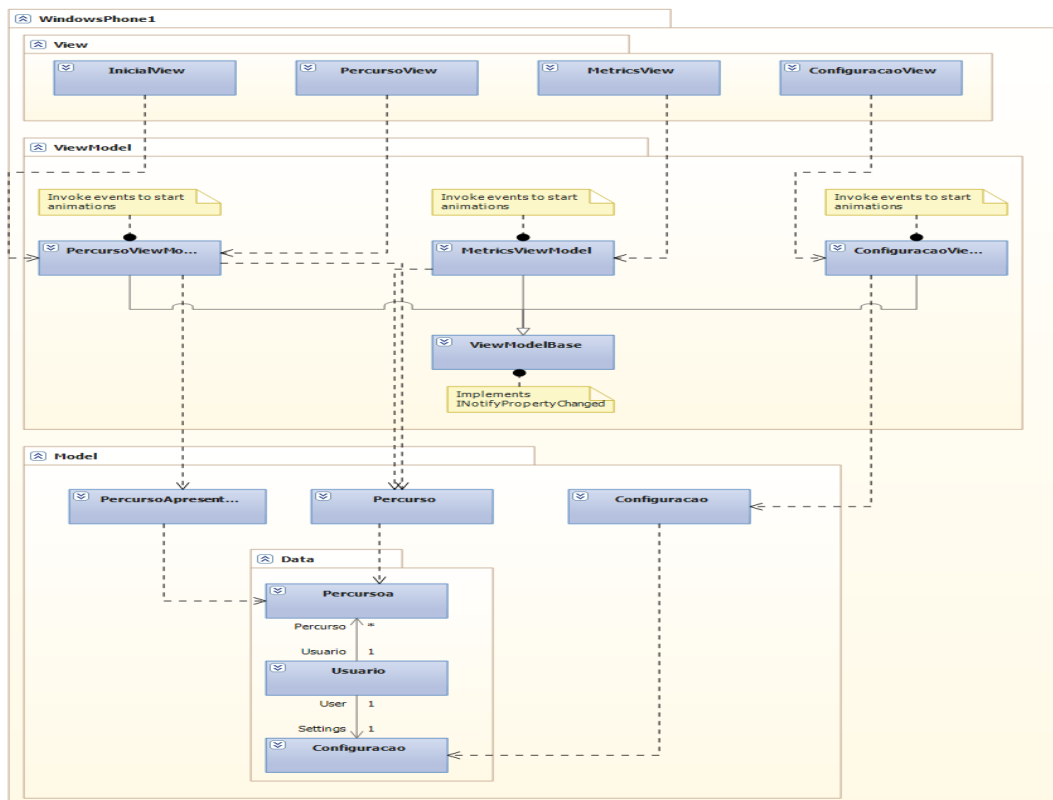 WindowsPhone1
View
InicialView
PercursoView
MetricsView
ConfiguracaoView
ViewModel
Invoke events to start
animations
Invoke events to start
animations
Invoke events to start
animations
PercursoViewMo...
MetricsViewModel
ConfiguracaoVie...
ViewModelBase
Implements
INotifyPropertyChanged
Model
PercursoApresent...
Percurso
Configuracao
Data
Percursoa
Percurso *
Usuario 1
Usuario
User 1
Settings 1
Configuracao